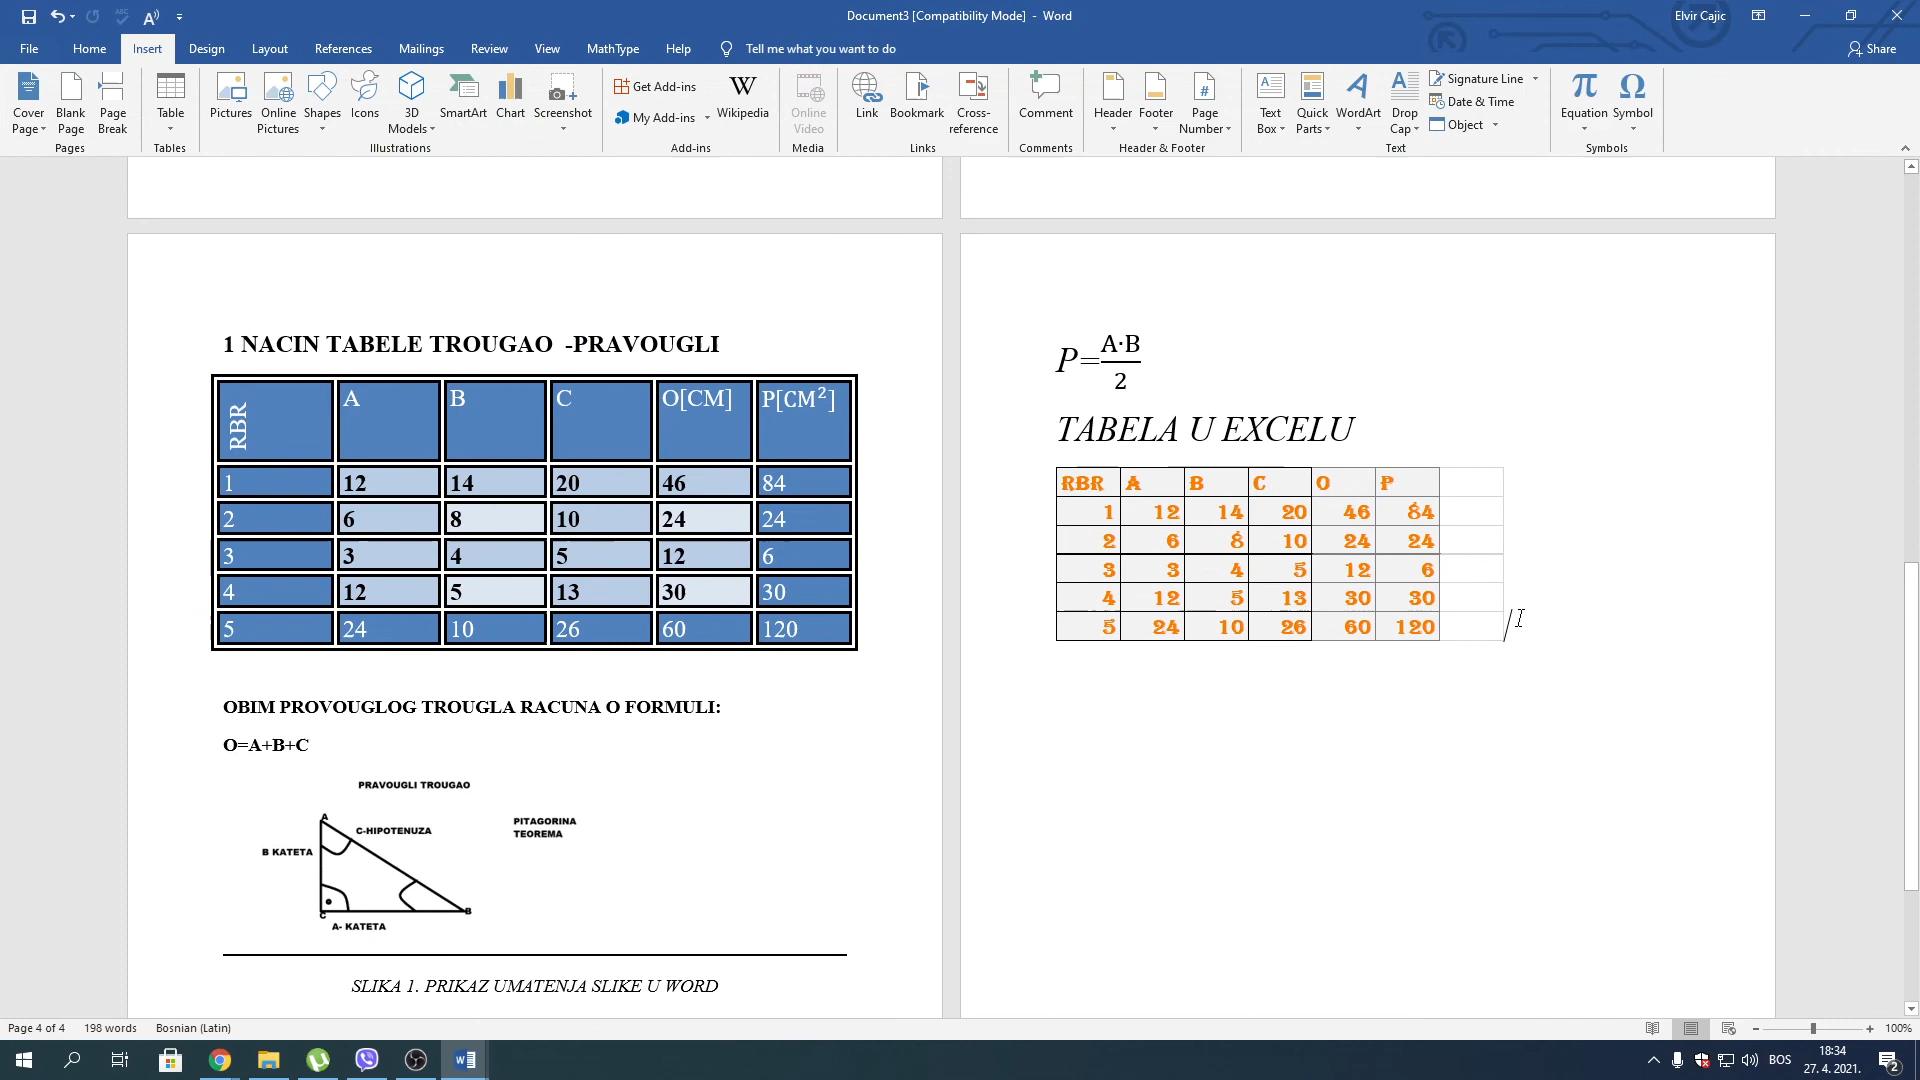 Document3 [Compatibility Mode] - Word
Elvir Cajic
File Home Insert Design Layout References Mailings Review View MathType Help Tell me what you want to do Share
Cover Page
Blank Page
Page Break
Pages
Table
Tables
Pictures
Online Pictures
Shapes
Icons
3D Models
SmartArt
Chart
Screenshot
Illustrations
Get Add-ins
My Add-ins
Wikipedia
Add-ins
Online Video
Media
Link
Bookmark
Cross-reference
Links
Comment
Comments
Header
Footer
Page Number
Header & Footer
Text Box
Quick Parts
WordArt
Drop Cap
Signature Line
Date & Time
Object
Text
Equation
Symbol
Symbols
1 NACIN TABELE TROUGAO -PRAVOUGLI
RBR A B C O[CM] P[CM²]
1 12 14 20 46 84
2 6 8 10 24 24
3 3 4 5 12 6
4 12 5 13 30 30
5 24 10 26 60 120
OBIM PROVOUGLOG TROUGLA RACUNA O FORMULI:
O=A+B+C
PRAVOUGLI TROUGAO
A
C-HIPOTENUZA
PITAGORINA
TEOREMA
B KATETA
C
B
A- KATETA
SLIKA 1. PRIKAZ UMATENJA SLIKE U WORD
P=A·B/2
TABELA U EXCELU
RBR A B C O P
1 12 14 20 46 84
2 6 8 10 24 24
3 3 4 5 12 6
4 12 5 13 30 30
5 24 10 26 60 120
Page 4 of 4 198 words Bosnian (Latin)
100%
BOS
18:34
27. 4. 2021.
2